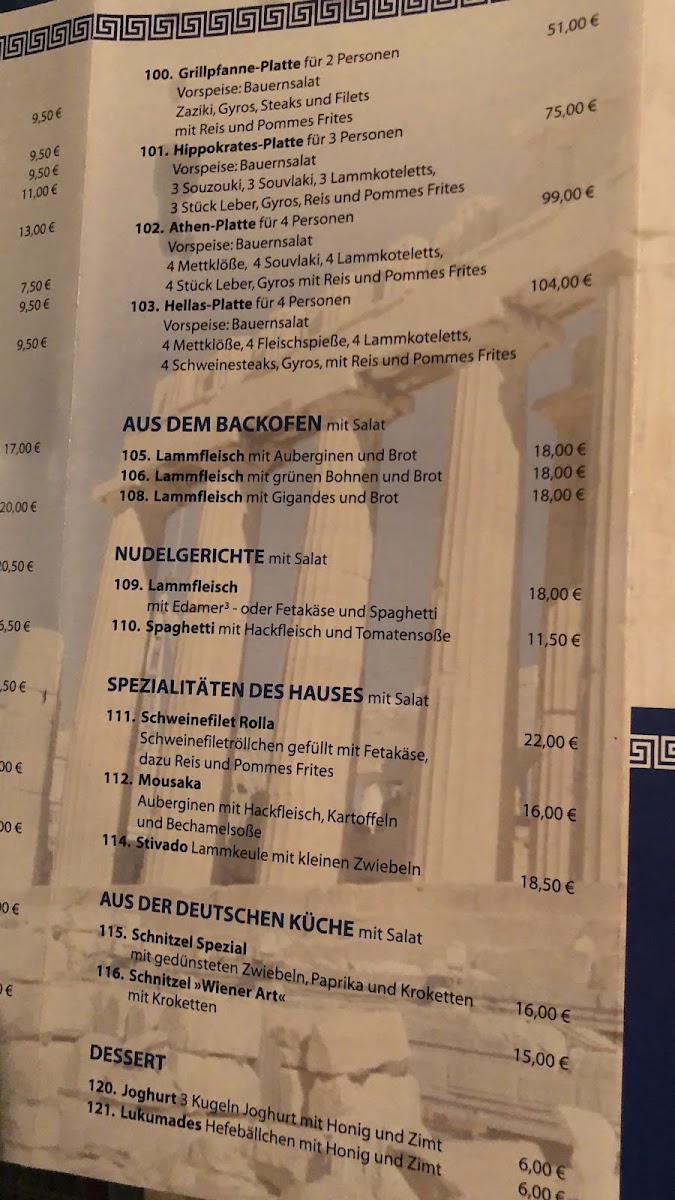 9,50 €
9,50 €
9,50 €
11,00 €
13,00 €
7,50 €
9,50 €
9,50 €
17,00 €
20,00 €
0,50 €
6,50 €
,50 €
00 €
00 €
0 €
€
100. Grillpfanne-Platte für 2 Personen 51,00 €
Vorspeise: Bauernsalat
Zaziki, Gyros, Steaks und Filets
mit Reis und Pommes Frites
101. Hippokrates-Platte für 3 Personen 75,00 €
Vorspeise: Bauernsalat
3 Souzouki, 3 Souvlaki, 3 Lammkoteletts,
3 Stück Leber, Gyros, Reis und Pommes Frites
102. Athen-Platte für 4 Personen 99,00 €
Vorspeise: Bauernsalat
4 Mettklöße, 4 Souvlaki, 4 Lammkoteletts,
4 Stück Leber, Gyros mit Reis und Pommes Frites
103. Hellas-Platte für 4 Personen 104,00 €
Vorspeise: Bauernsalat
4 Mettklöße, 4 Fleischspieße, 4 Lammkoteletts,
4 Schweinesteaks, Gyros, mit Reis und Pommes Frites
AUS DEM BACKOFEN mit Salat
105. Lammfleisch mit Auberginen und Brot 18,00 €
106. Lammfleisch mit grünen Bohnen und Brot 18,00 €
108. Lammfleisch mit Gigandes und Brot 18,00 €
NUDELGERICHTE mit Salat
109. Lammfleisch
mit Edamer³ - oder Fetakäse und Spaghetti 18,00 €
110. Spaghetti mit Hackfleisch und Tomatensoße 11,50 €
SPEZIALITÄTEN DES HAUSES mit Salat
111. Schweinefilet Rolla
Schweinefiletröllchen gefüllt mit Fetakäse, 22,00 €
dazu Reis und Pommes Frites
112. Mousaka
Auberginen mit Hackfleisch, Kartoffeln 16,00 €
und Bechamelsoße
114. Stivado Lammkeule mit kleinen Zwiebeln 18,50 €
AUS DER DEUTSCHEN KÜCHE mit Salat
115. Schnitzel Spezial
mit gedünsteten Zwiebeln, Paprika und Kroketten 16,00 €
116. Schnitzel »Wiener Art«
mit Kroketten 15,00 €
DESSERT
120. Joghurt 3 Kugeln Joghurt mit Honig und Zimt 6,00 €
121. Lukumades Hefebällchen mit Honig und Zimt 6,00 €